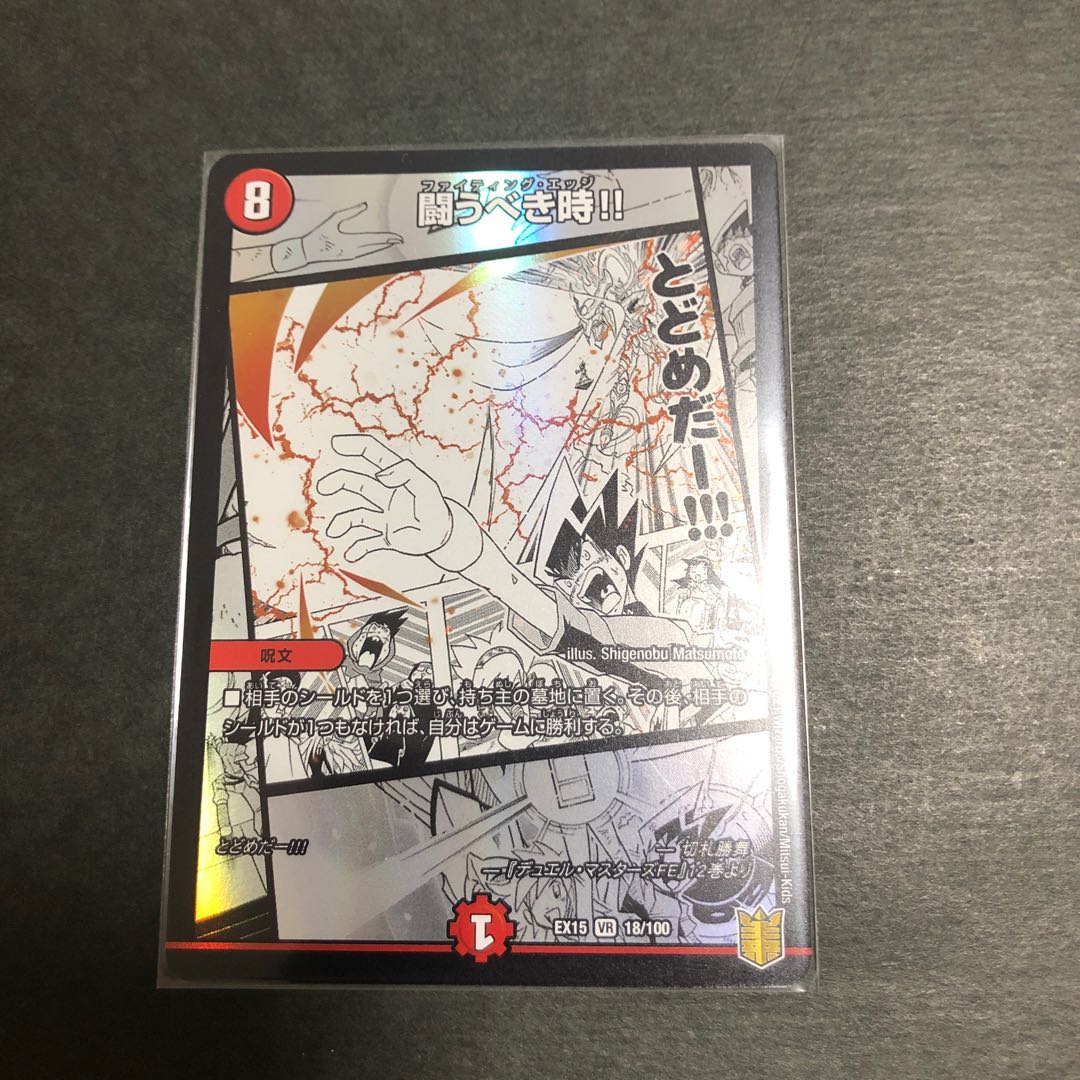 8
ファイティング・エッジ
闘うべき時!!
とどめだー!!!
呪文
illus. Shigenobu Matsumoto
■相手のシールドを1つ選び、持ち主の墓地に置く。その後、相手の
シールドが1つもなければ、自分はゲームに勝利する。
とどめだー!!!
— 切札勝舞
—『デュエル・マスターズFE』12巻より
1
EX15 VR 18/100
/Shogakukan/Mitsui-Kids